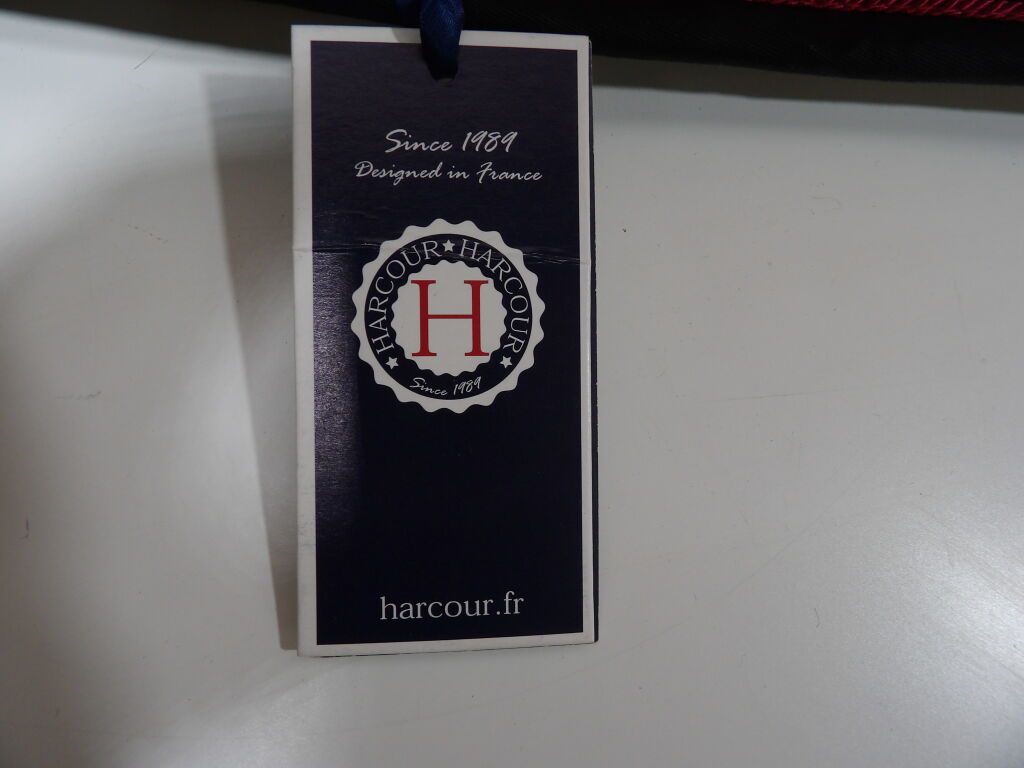 Since 1989
Designed in France
HARCOUR ★ HARCOUR
H
Since 1989
harcour.fr